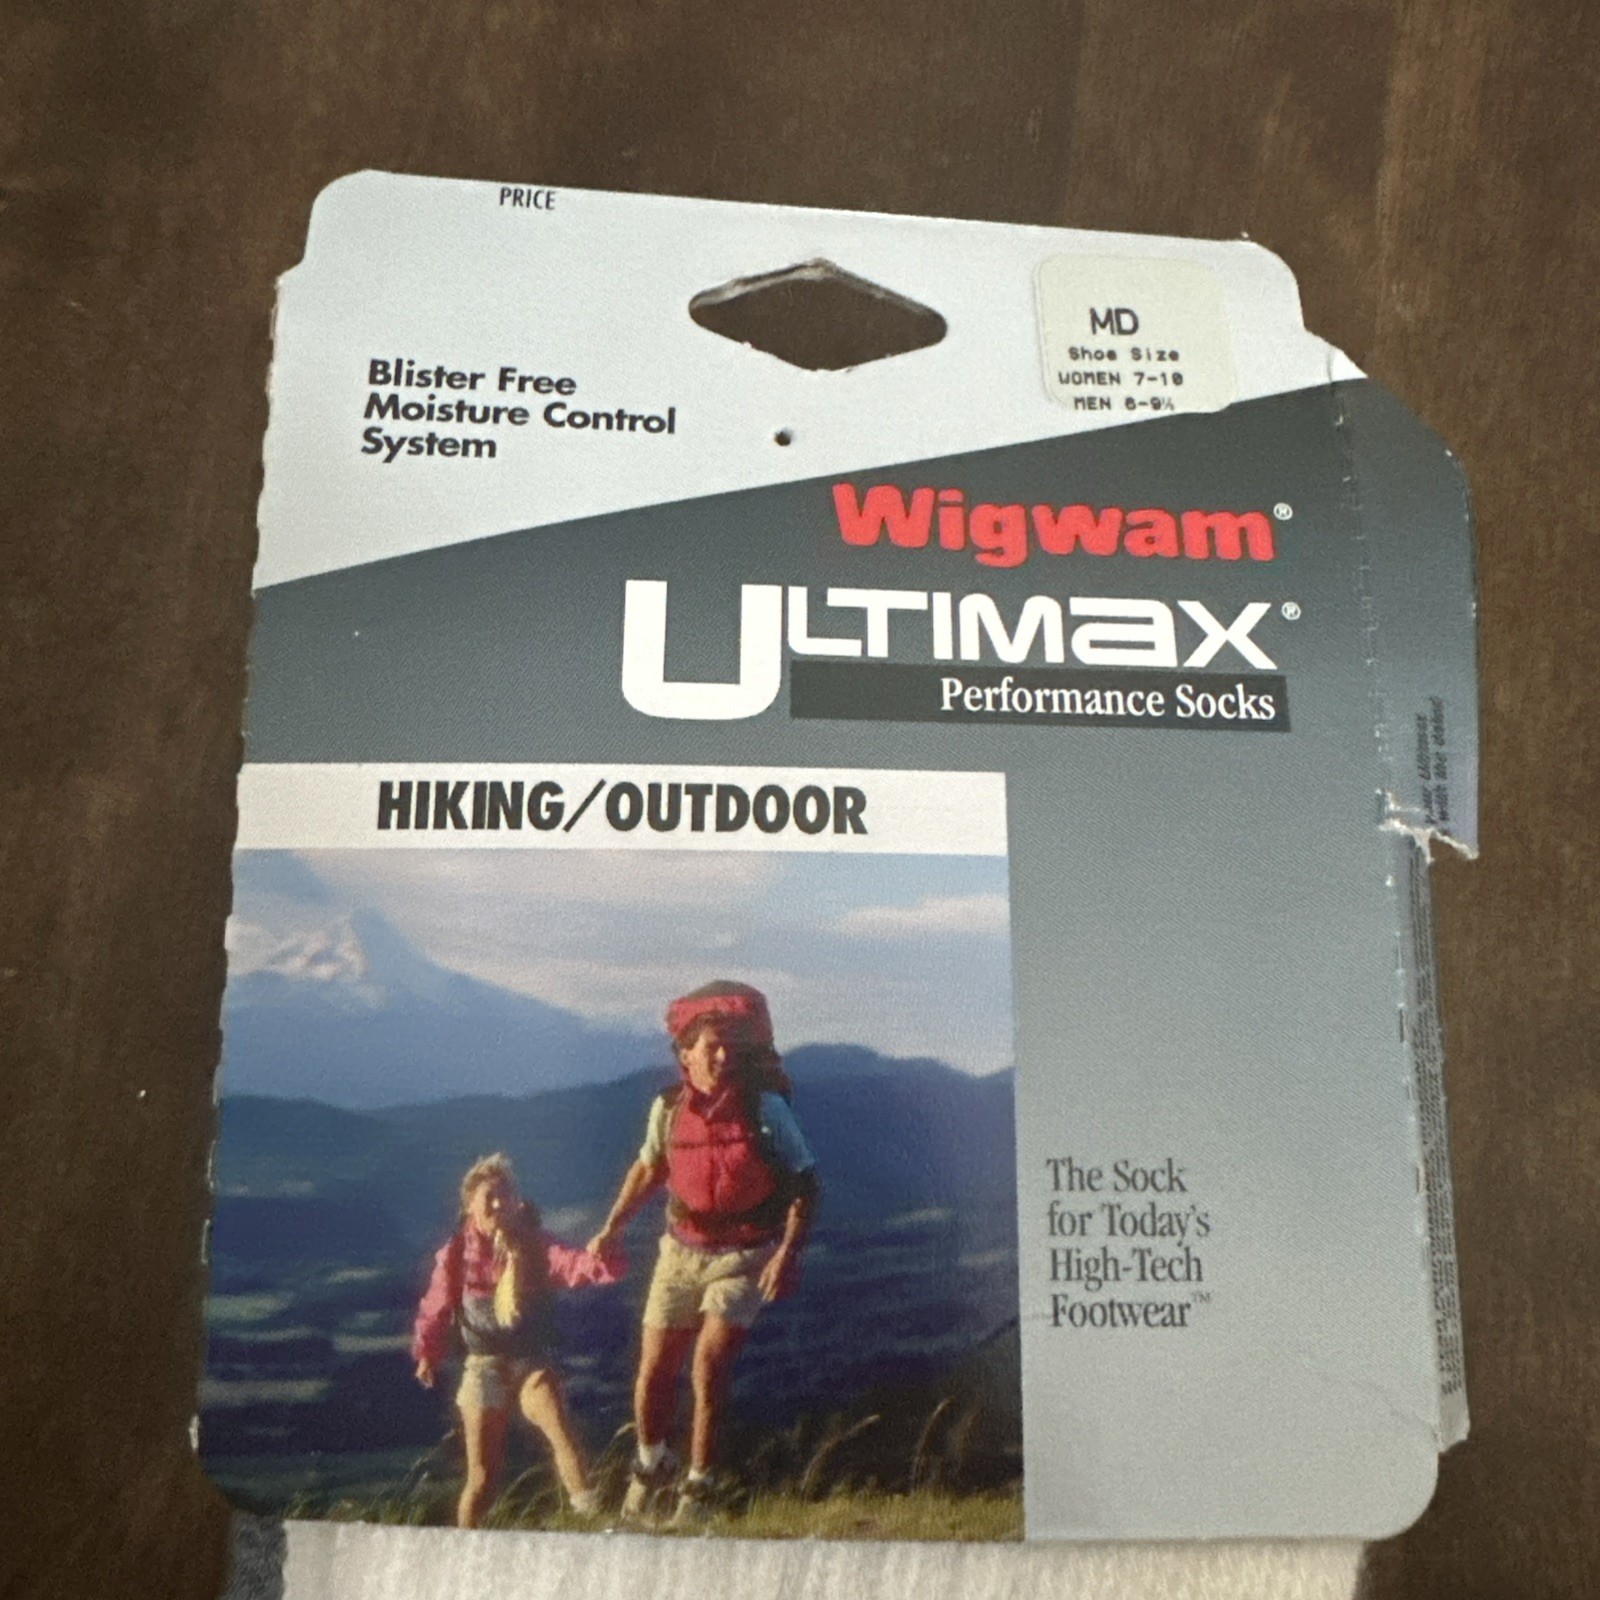 PRICE
MD
Shoe Size
WOMEN 7-10
MEN 6-9½
Blister Free
Moisture Control
System
Wigwam®
ULTIMAX®
Performance Socks
HIKING/OUTDOOR
The Sock
for Today's
High-Tech
Footwear™